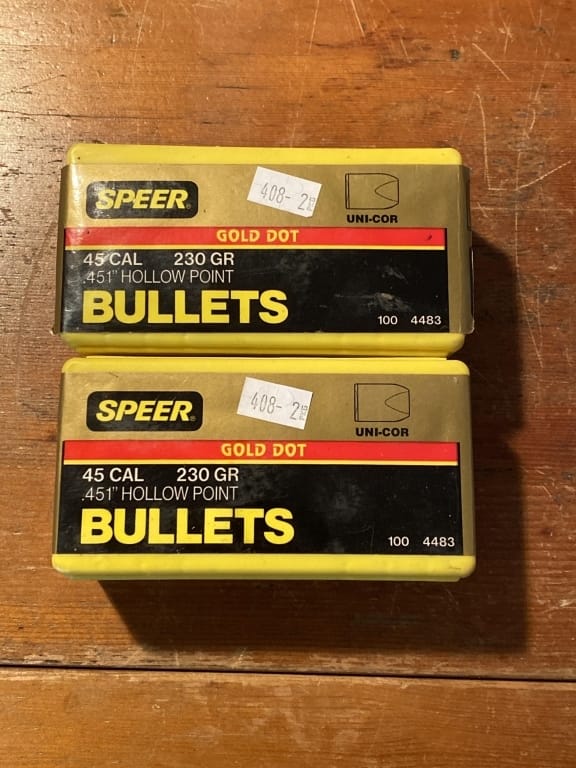 SPEER®
408- 2
UNI-COR
GOLD DOT
45 CAL 230 GR
.451" HOLLOW POINT
BULLETS
100 4483
SPEER®
408- 2
UNI-COR
GOLD DOT
45 CAL 230 GR
.451" HOLLOW POINT
BULLETS
100 4483